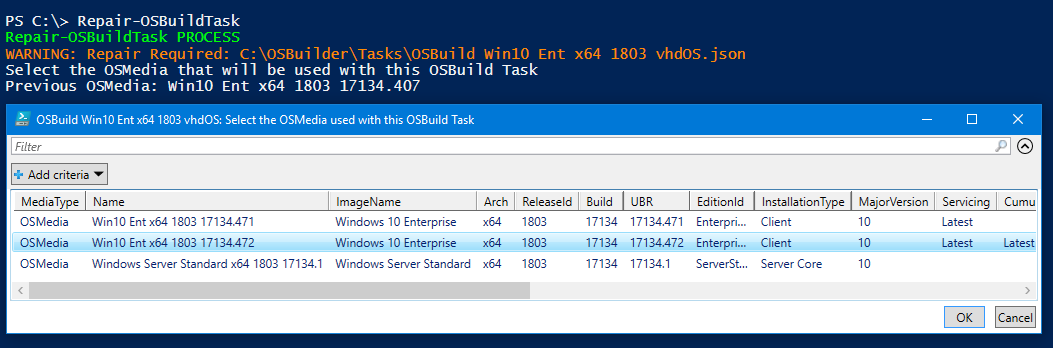 PS C:\> Repair-OSBuildTask
Repair-OSBuildTask PROCESS
WARNING: Repair Required: C:\OSBuilder\Tasks\OSBuild Win10 Ent x64 1803 vhdOS.json
Select the OSMedia that will be used with this OSBuild Task
Previous OSMedia: Win10 Ent x64 1803 17134.407
OSBuild Win10 Ent x64 1803 vhdOS: Select the OSMedia used with this OSBuild Task
Filter
Add criteria
MediaType Name ImageName Arch ReleaseId Build UBR EditionId InstallationType MajorVersion Servicing Cumu
OSMedia Win10 Ent x64 1803 17134.471 Windows 10 Enterprise x64 1803 17134 17134.471 Enterpri... Client 10 Latest
OSMedia Win10 Ent x64 1803 17134.472 Windows 10 Enterprise x64 1803 17134 17134.472 Enterpri... Client 10 Latest Latest
OSMedia Windows Server Standard x64 1803 17134.1 Windows Server Standard x64 1803 17134 17134.1 ServerSt... Server Core 10
OK Cancel